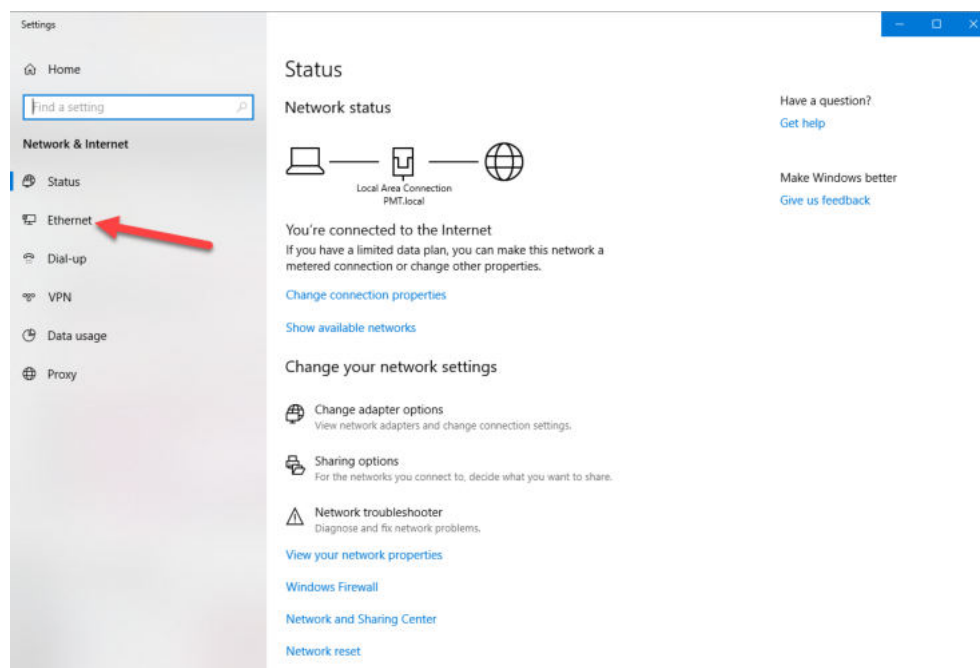 Settings
Home
Find a setting
Network & Internet
Status
Ethernet
Dial-up
VPN
Data usage
Proxy
Status
Network status
Local Area Connection
PMT.local
You're connected to the Internet
If you have a limited data plan, you can make this network a
metered connection or change other properties.
Change connection properties
Show available networks
Change your network settings
Change adapter options
View network adapters and change connection settings.
Sharing options
For the networks you connect to, decide what you want to share.
Network troubleshooter
Diagnose and fix network problems.
View your network properties
Windows Firewall
Network and Sharing Center
Network reset
Have a question?
Get help
Make Windows better
Give us feedback